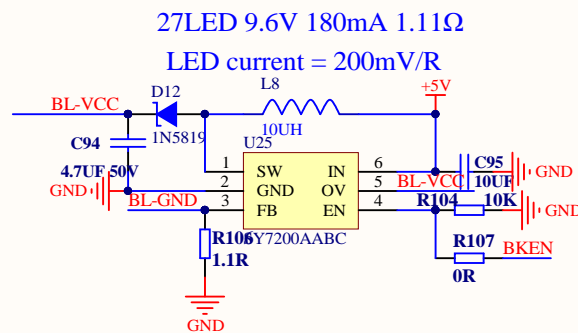 27LED 9.6V 180mA 1.11Ω
LED current = 200mV/R
D12
L8
+5V
BL-VCC
1N5819
10UH
C94
U25
4.7UF 50V
1
SW
IN
6
C95
GND
GND
2
GND
OV
5
BL-VCC
10UF
BL-GND
3
FB
EN
4
R104
10K
GND
R106
SY7200AABC
R107
BKEN
1.1R
0R
GND